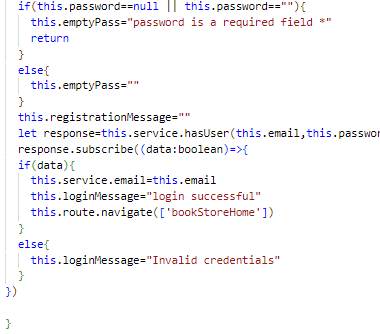 if(this.password==null || this.password==""){
this.emptyPass="password is a required field *"
return
}
else{
this.emptyPass=""
}
this.registrationMessage=""
let response=this.service.hasUser(this.email,this.passwo
response.subscribe((data:boolean)=>{
if(data){
this.service.email=this.email
this.loginMessage="login successful"
this.route.navigate(['bookStoreHome'])
}
else{
this.loginMessage="Invalid credentials"
}
})
}